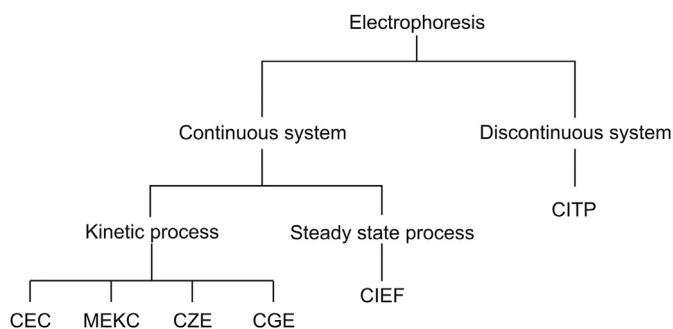 Electrophoresis
Continuous system
Discontinuous system
CITP
Kinetic process
Steady state process
CIEF
CEC
MEKC
CZE
CGE